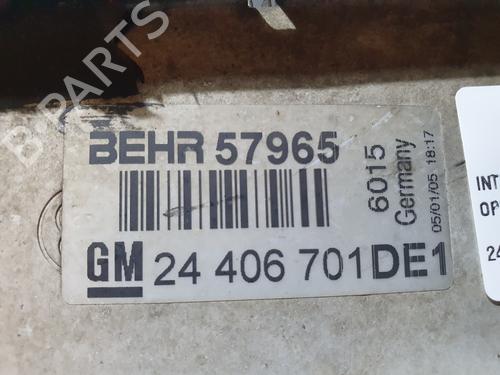 BEHR 57965
6015
Germany
05/01/05 18:17
GM 24 406 701 DE1
INT
OP
24
B-PARTS